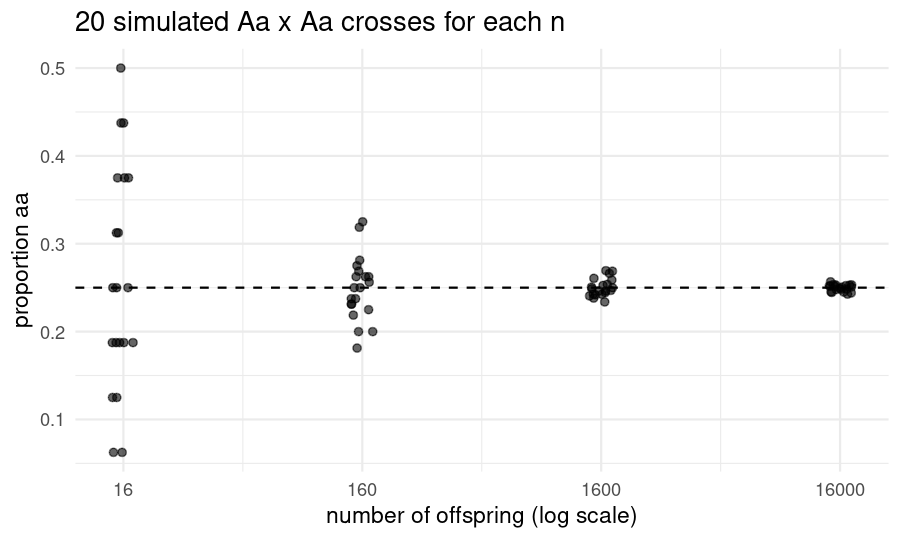 20 simulated Aa x Aa crosses for each n
0.5
0.4
0.3
0.2
0.1
proportion aa
16 160 1600 16000
number of offspring (log scale)